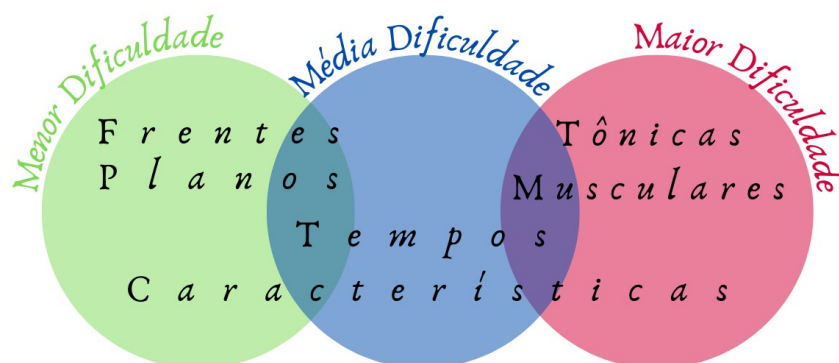 Menor Dificuldade
Média Dificuldade
Maior Dificuldade
Frentes
Tônicas
Planos
Musculares
Tempos
Características